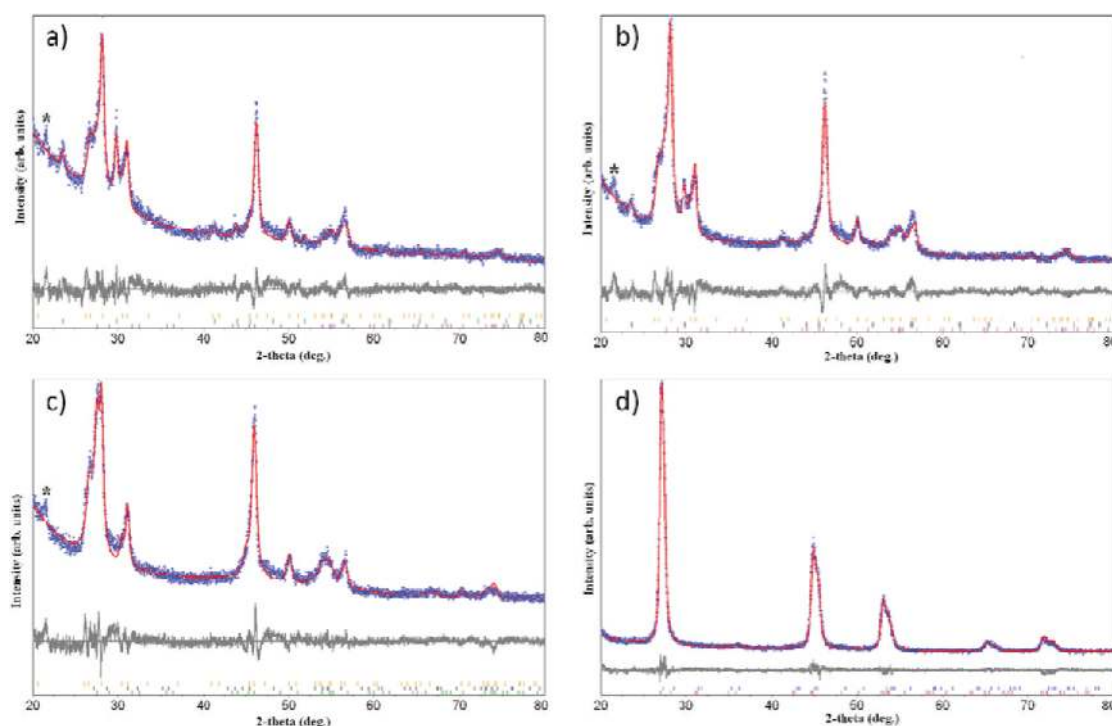 a)
*
Intensity (arb. units)
20 30 40 50 60 70 80
2-theta (deg.)
b)
*
Intensity (arb. units)
20 30 40 50 60 70 80
2-theta (deg.)
c)
*
Intensity (arb. units)
20 30 40 50 60 70 80
2-theta (deg.)
d)
Intensity (arb. units)
20 30 40 50 60 70 80
2-theta (deg.)